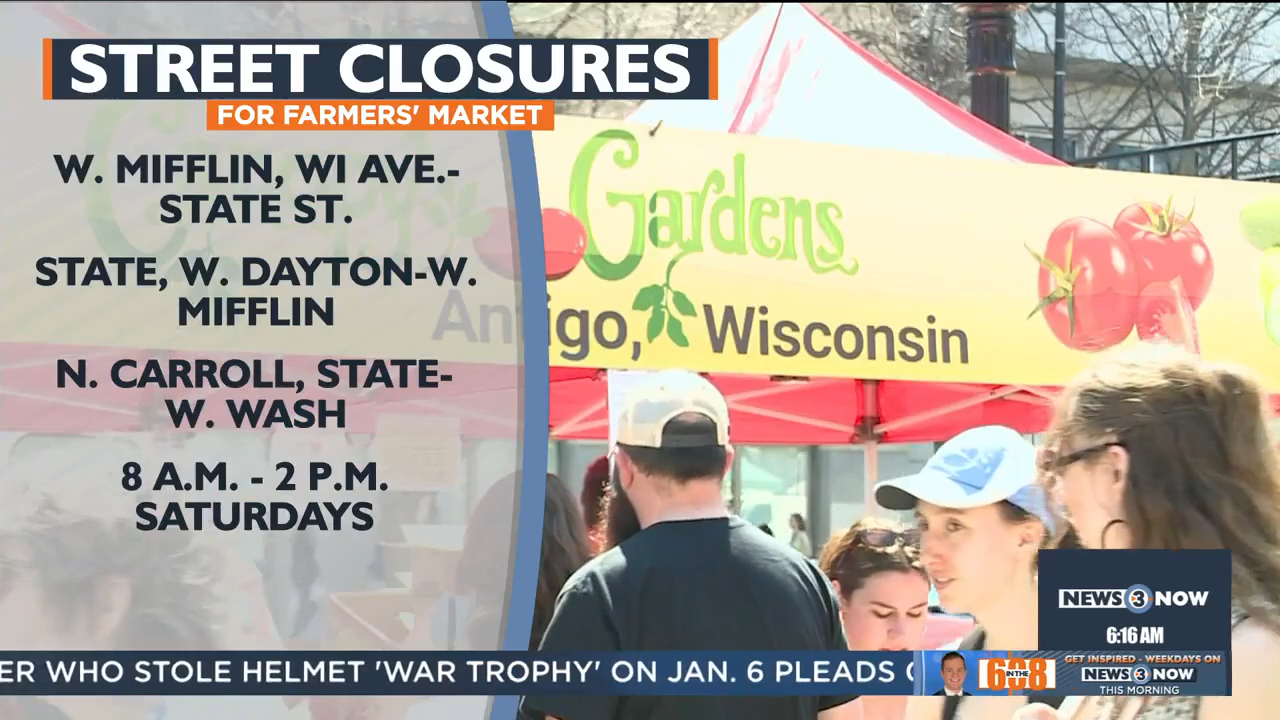 STREET CLOSURES
FOR FARMERS' MARKET
W. MIFFLIN, WI AVE.-
STATE ST.
STATE, W. DAYTON-W.
MIFFLIN
N. CARROLL, STATE-
W. WASH
8 A.M. - 2 P.M.
SATURDAYS
Gardens
Antigo, Wisconsin
NEWS 3 NOW
6:16 AM
ER WHO STOLE HELMET 'WAR TROPHY' ON JAN. 6 PLEADS
608
IN THE
GET INSPIRED - WEEKDAYS ON
NEWS 3 NOW
THIS MORNING